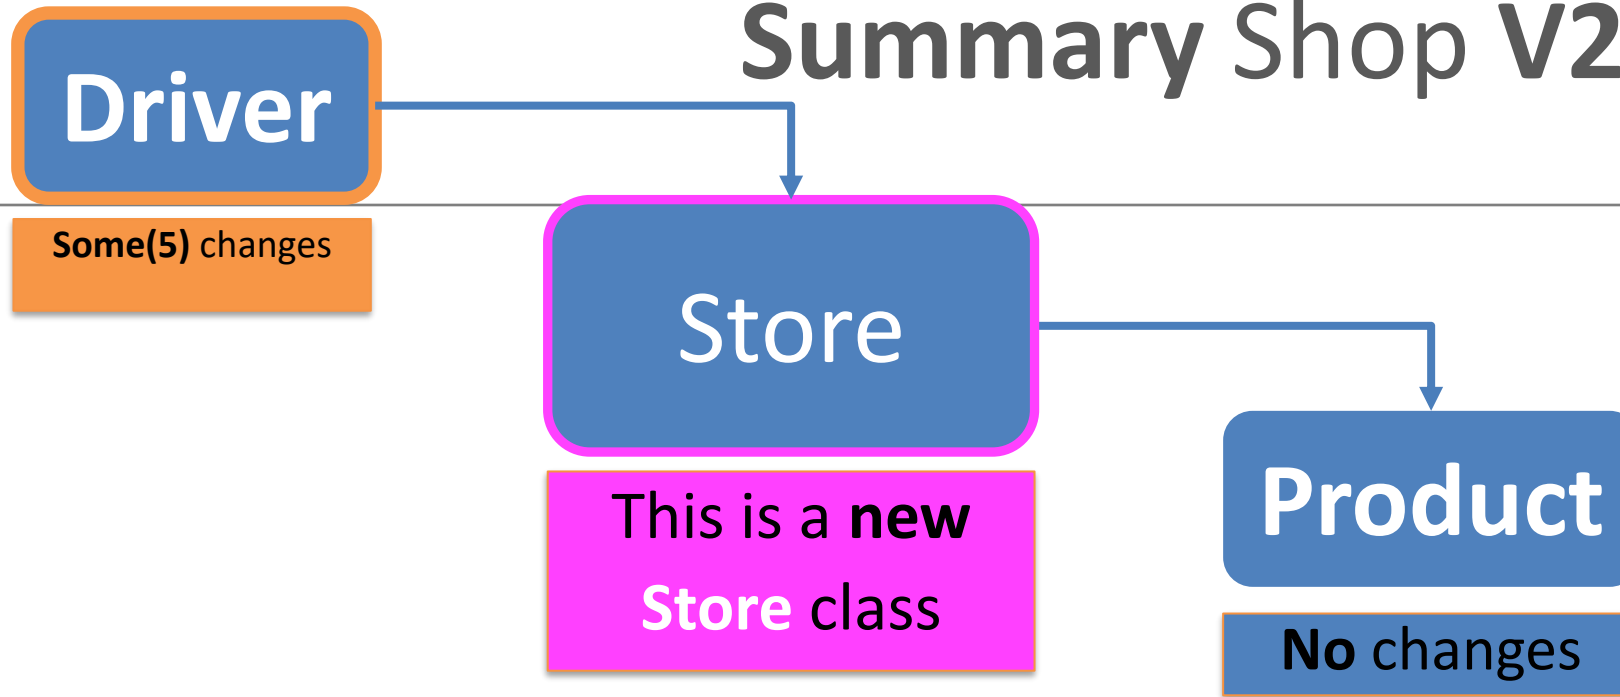 Summary Shop V2
Driver
Some(5) changes
Store
This is a new
Store class
Product
No changes